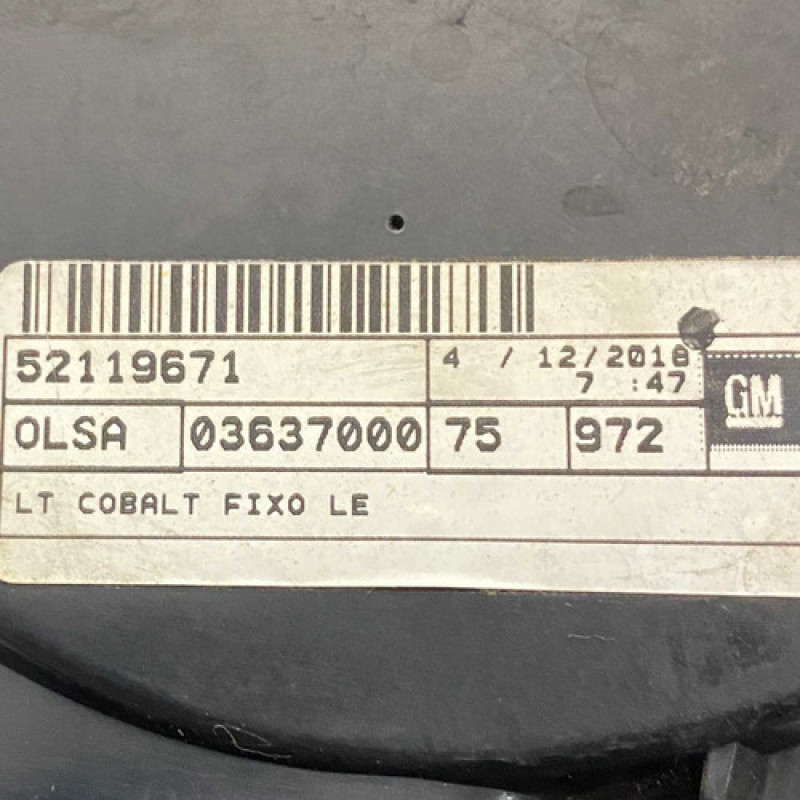 52119671 4 / 12/2018
7 :47
GM
OLSA 03637000 75 972
LT COBALT FIXO LE